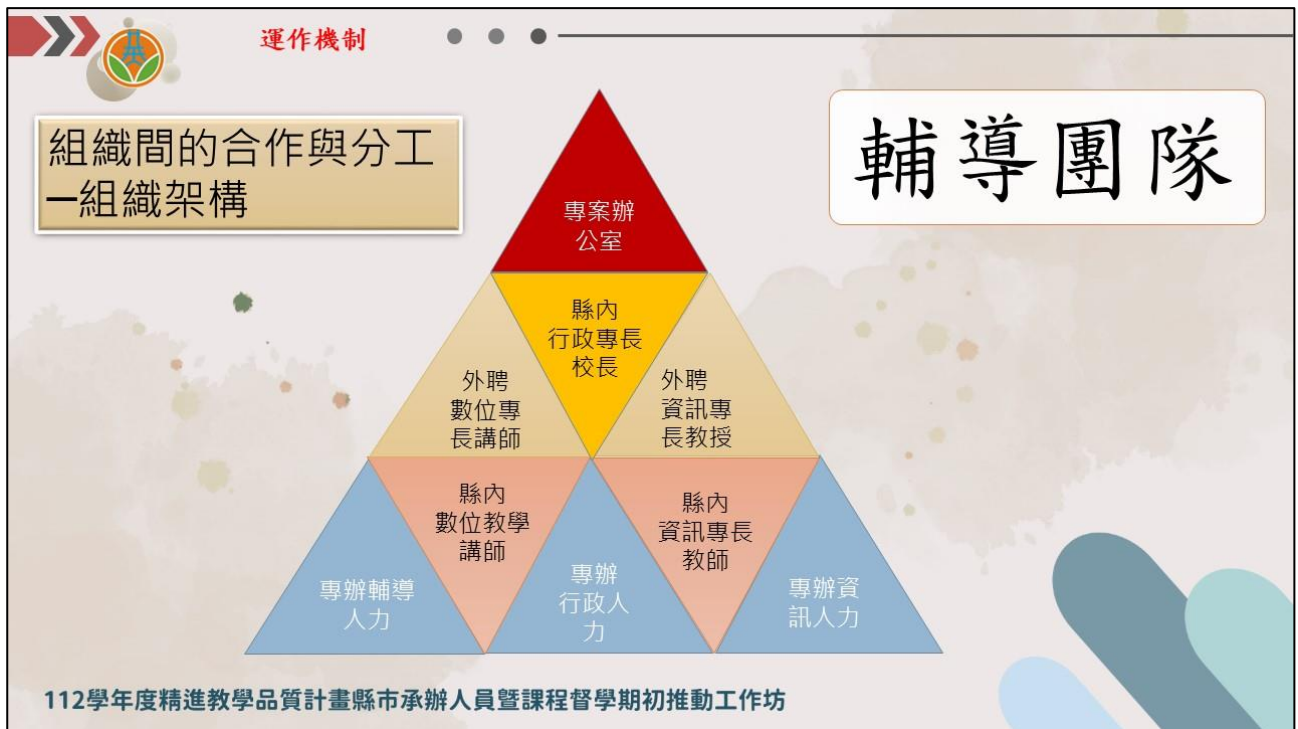 運作機制
組織間的合作與分工
—組織架構
輔導團隊
專案辦
公室
縣內
行政專長
校長
外聘
數位專
長講師
外聘
資訊專
長教授
縣內
數位教學
講師
縣內
資訊專長
教師
專辦輔導
人力
專辦
行政人
力
專辦資
訊人力
112學年度精進教學品質計畫縣市承辦人員暨課程督學期初推動工作坊